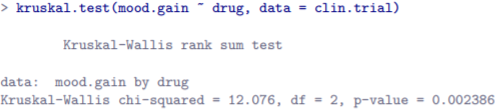 > kruskal.test(mood.gain ~ drug, data = clin.trial)
Kruskal-Wallis rank sum test
data: mood.gain by drug
Kruskal-Wallis chi-squared = 12.076, df = 2, p-value = 0.002386